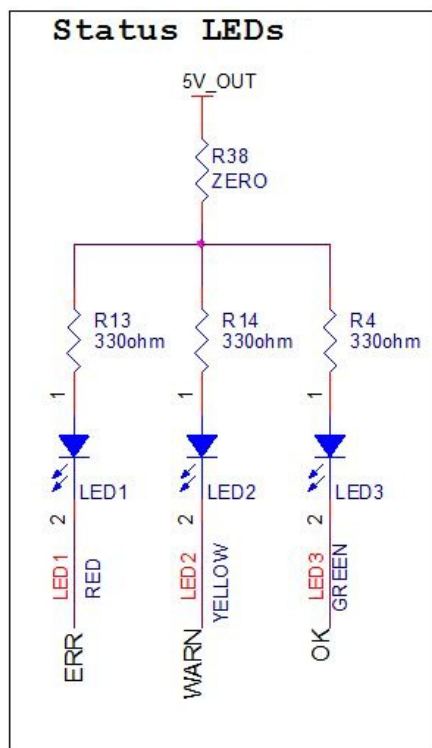 Status LEDs
5V_OUT
R38
ZERO
R13
330ohm
R14
330ohm
R4
330ohm
1
1
1
LED1
LED2
LED3
2
2
2
LED1
RED
LED2
YELLOW
LED3
GREEN
ERR
WARN
OK